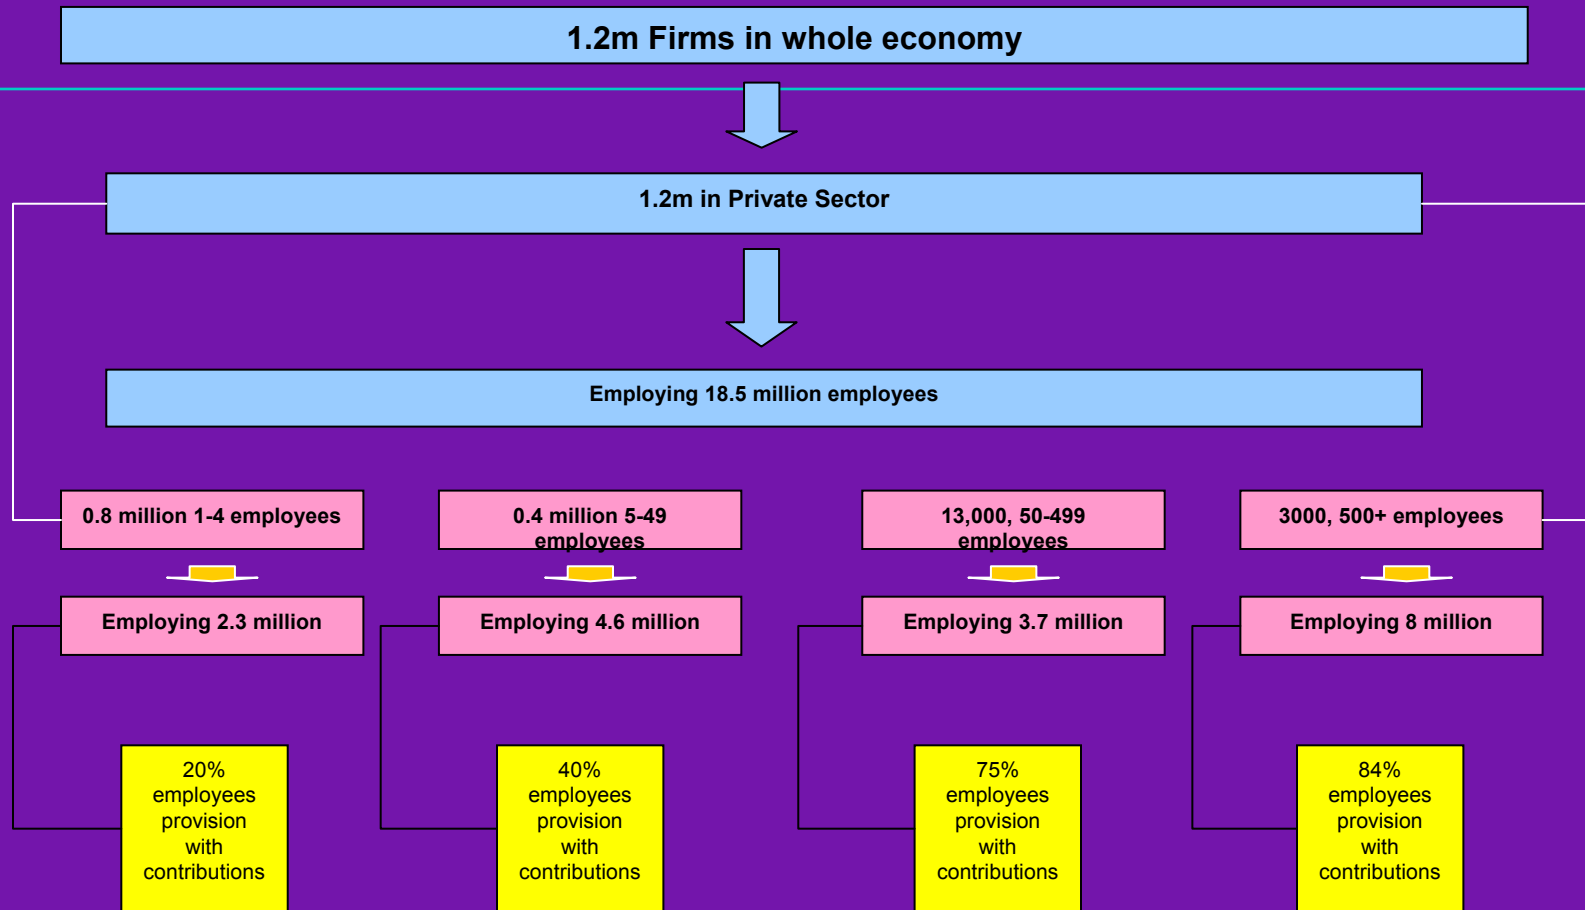 1.2m Firms in whole economy
1.2m in Private Sector
Employing 18.5 million employees
0.8 million 1-4 employees
0.4 million 5-49
employees
13,000, 50-499
employees
3000, 500+ employees
Employing 2.3 million
Employing 4.6 million
Employing 3.7 million
Employing 8 million
20%
employees
provision
with
contributions
40%
employees
provision
with
contributions
75%
employees
provision
with
contributions
84%
employees
provision
with
contributions